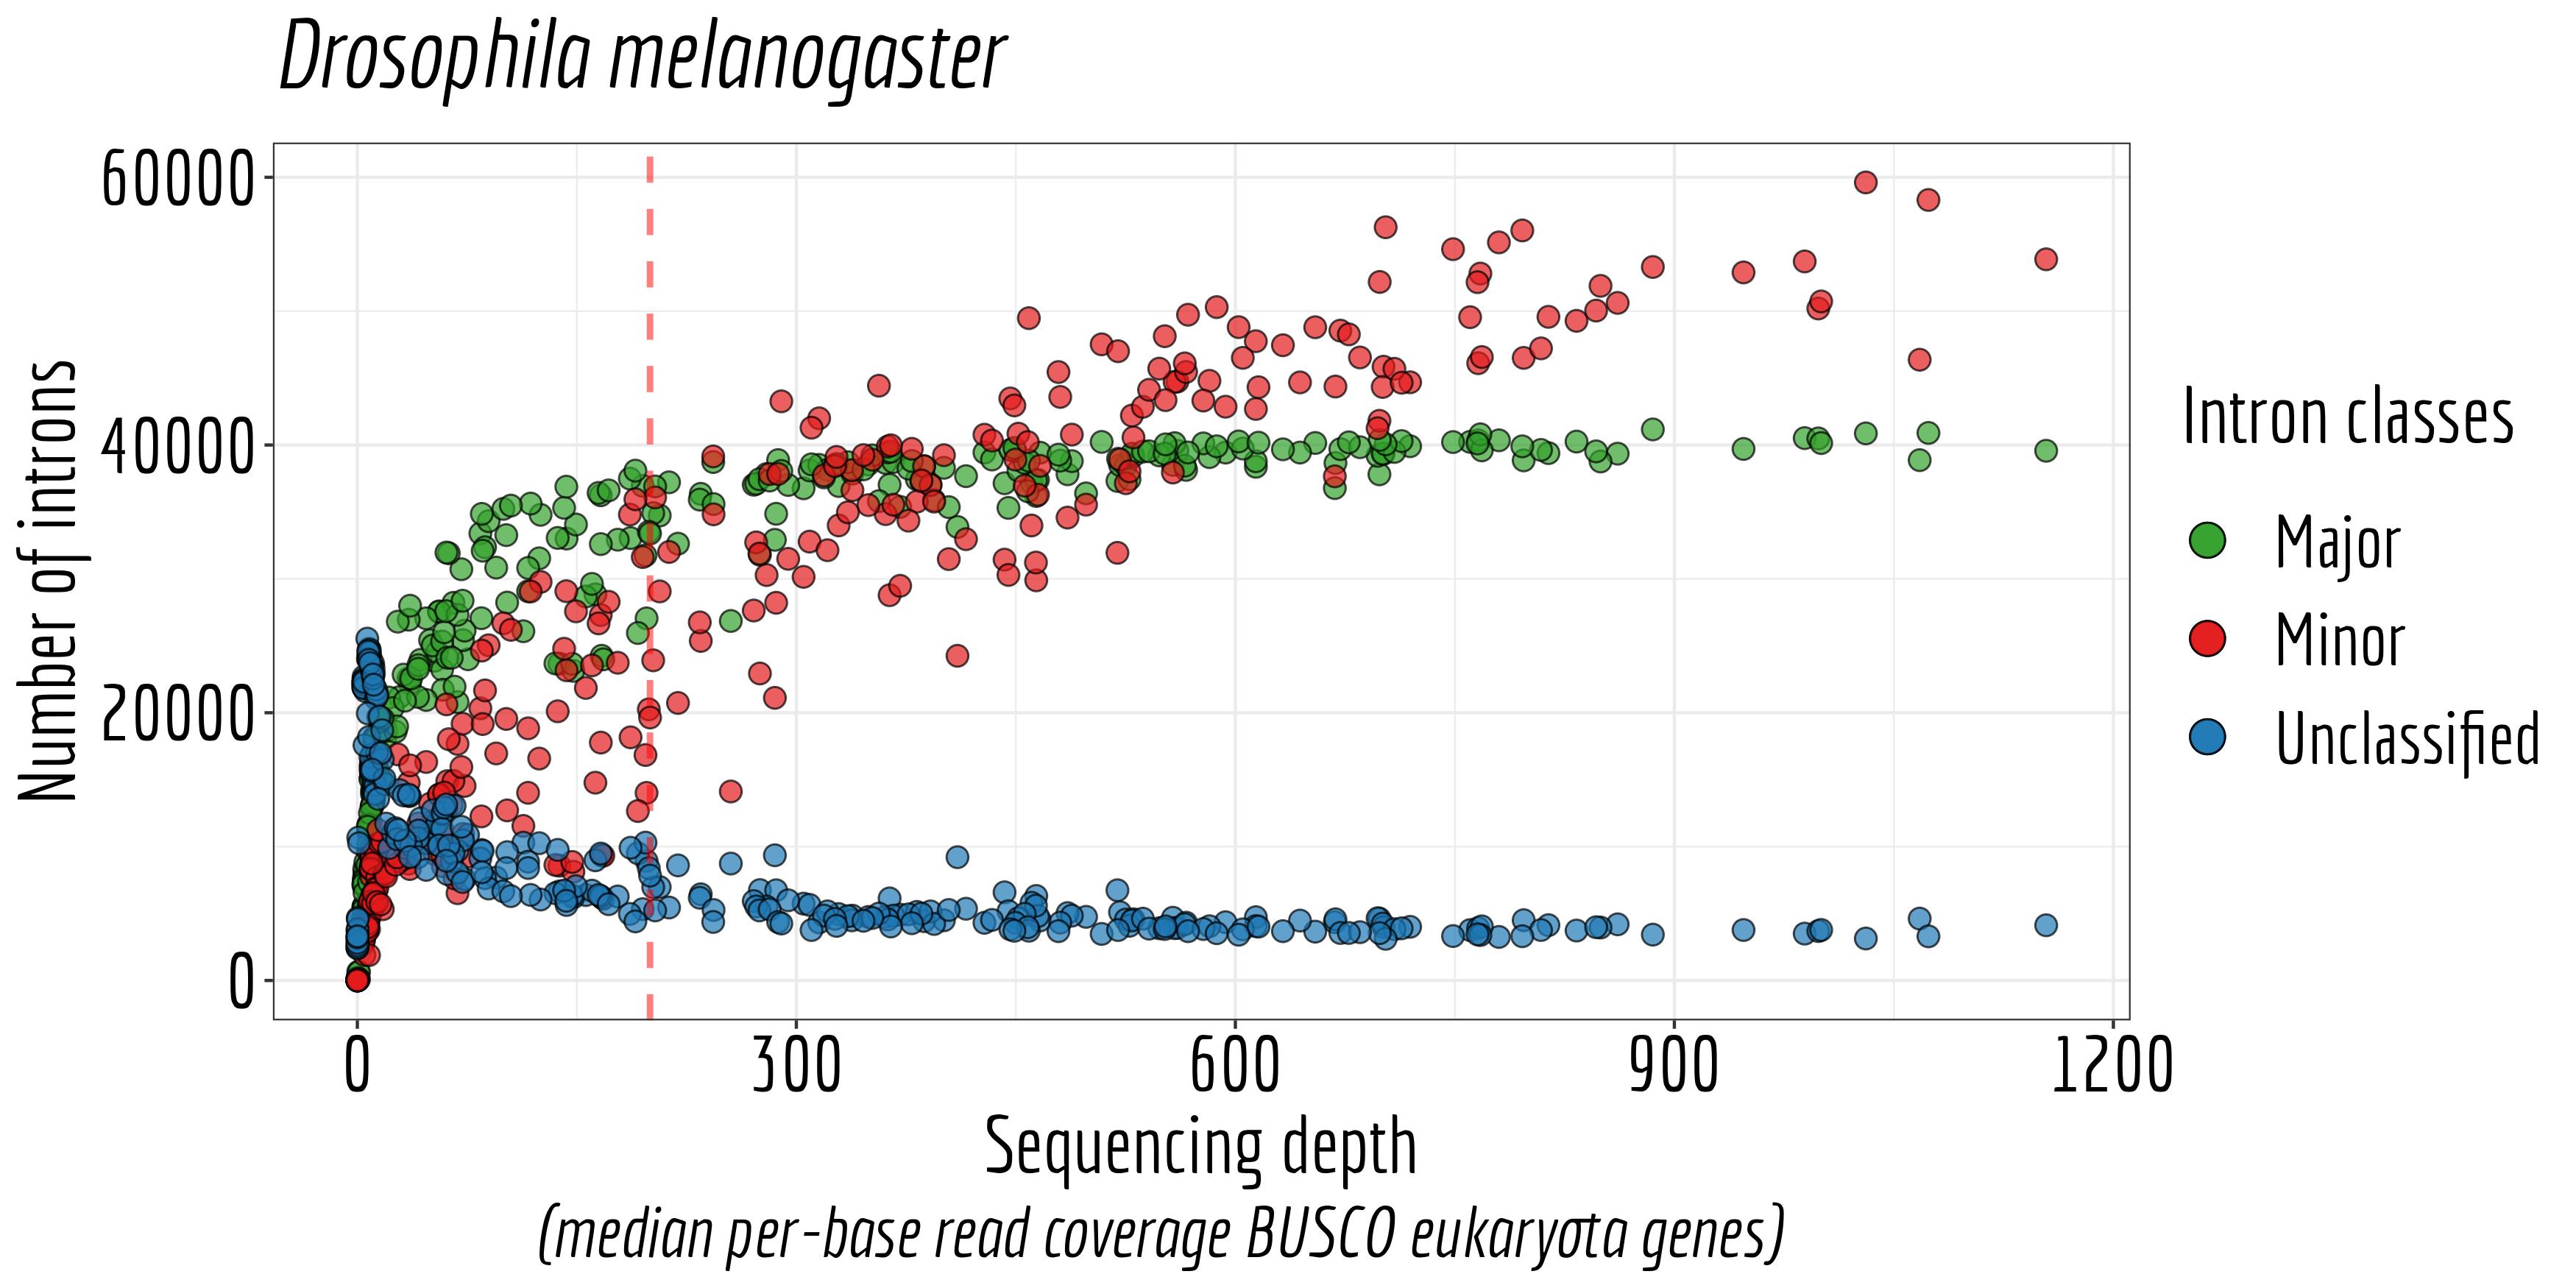 Drosophila melanogaster
Number of introns
60000
40000
20000
0
0 300 600 900 1200
Sequencing depth
(median per-base read coverage BUSCO eukaryota genes)
Intron classes
Major
Minor
Unclassified